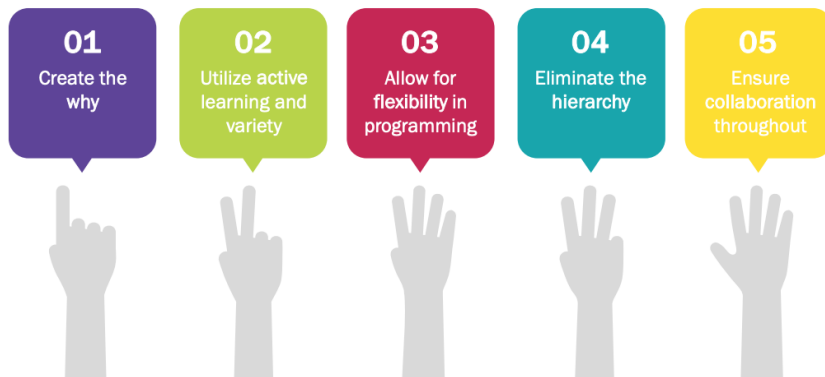 01
Create the
why
02
Utilize active
learning and
variety
03
Allow for
flexibility in
programming
04
Eliminate the
hierarchy
05
Ensure
collaboration
throughout